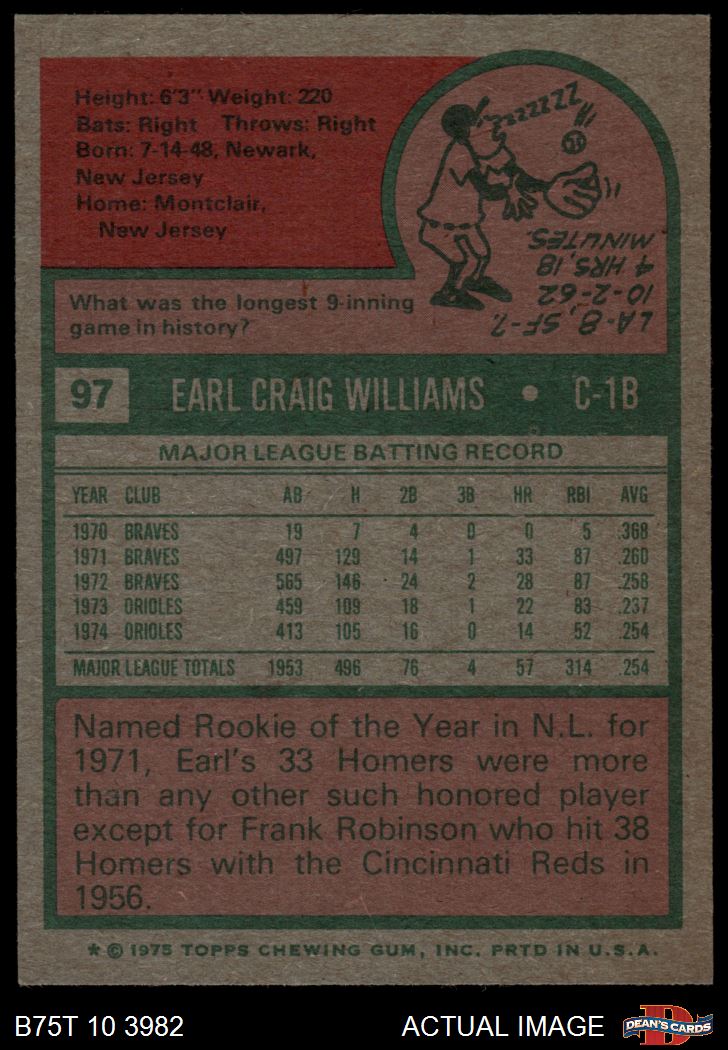 Height: 6'3" Weight: 220
Bats: Right Throws: Right
Born: 7-14-48, Newark,
New Jersey
Home: Montclair,
New Jersey
ZZZZZZZ
What was the longest 9-inning
game in history?
LA-8, SF-7.
10-2-62
4 HRS, 18
MINUTES.
97 EARL CRAIG WILLIAMS • C-1B
MAJOR LEAGUE BATTING RECORD
YEAR CLUB AB H 2B 3B HR RBI AVG
1970 BRAVES 19 7 4 0 0 5 .368
1971 BRAVES 497 129 14 1 33 87 .260
1972 BRAVES 565 146 24 2 28 87 .258
1973 ORIOLES 459 109 18 1 22 83 .237
1974 ORIOLES 413 105 16 0 14 52 .254
MAJOR LEAGUE TOTALS 1953 496 76 4 57 314 .254
Named Rookie of the Year in N.L. for
1971, Earl's 33 Homers were more
than any other such honored player
except for Frank Robinson who hit 38
Homers with the Cincinnati Reds in
1956.
* © 1975 TOPPS CHEWING GUM, INC. PRTD IN U.S.A.
B75T 10 3982 ACTUAL IMAGE D DEAN'S CARDS